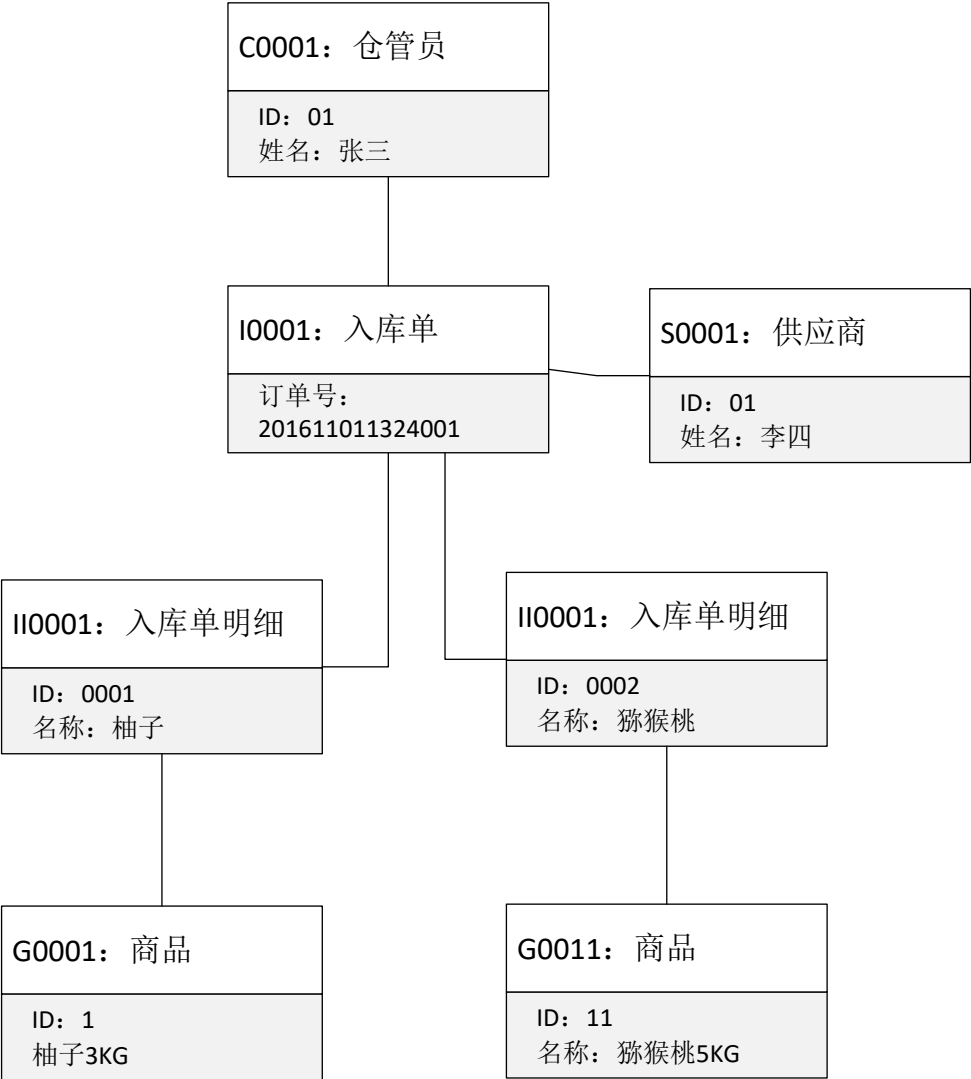 C0001：仓管员
ID：01
姓名：张三
I0001：入库单
订单号：
201611011324001
S0001：供应商
ID：01
姓名：李四
II0001：入库单明细
ID：0001
名称：柚子
II0001：入库单明细
ID：0002
名称：猕猴桃
G0001：商品
ID：1
柚子3KG
G0011：商品
ID：11
名称：猕猴桃5KG